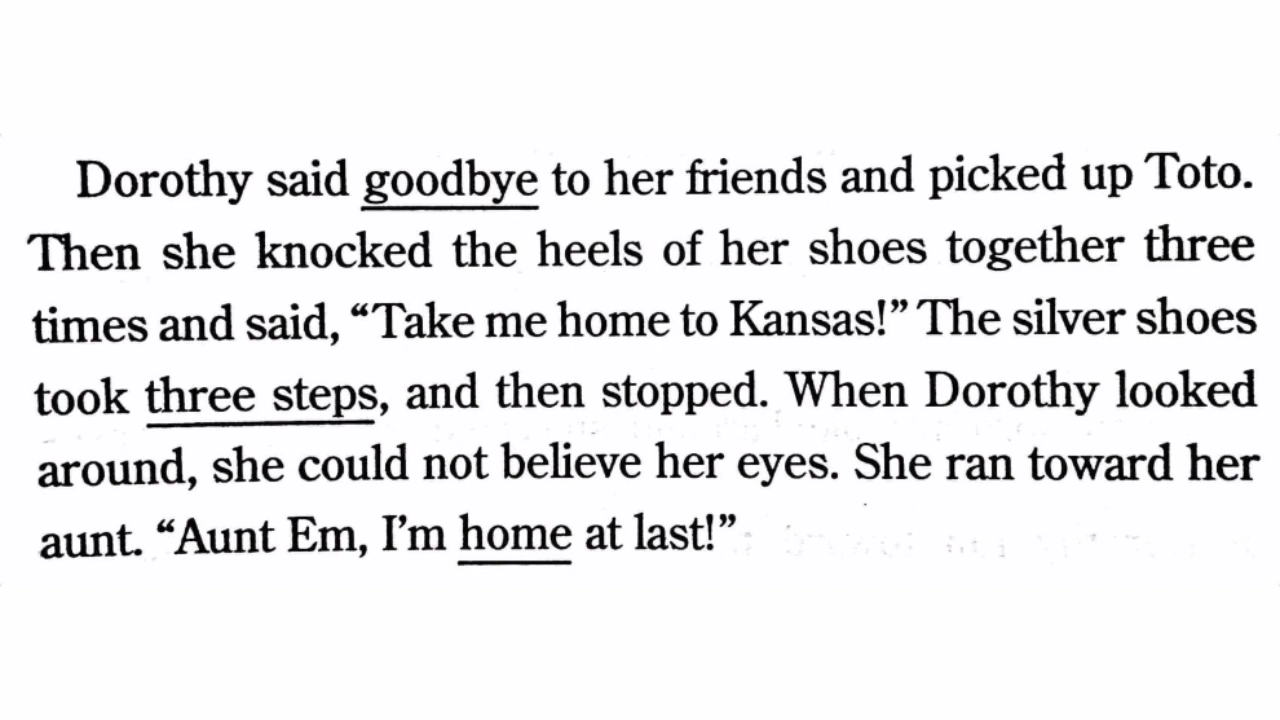 Dorothy said goodbye to her friends and picked up Toto.
Then she knocked the heels of her shoes together three
times and said, “Take me home to Kansas!” The silver shoes
took three steps, and then stopped. When Dorothy looked
around, she could not believe her eyes. She ran toward her
aunt. “Aunt Em, I’m home at last!”